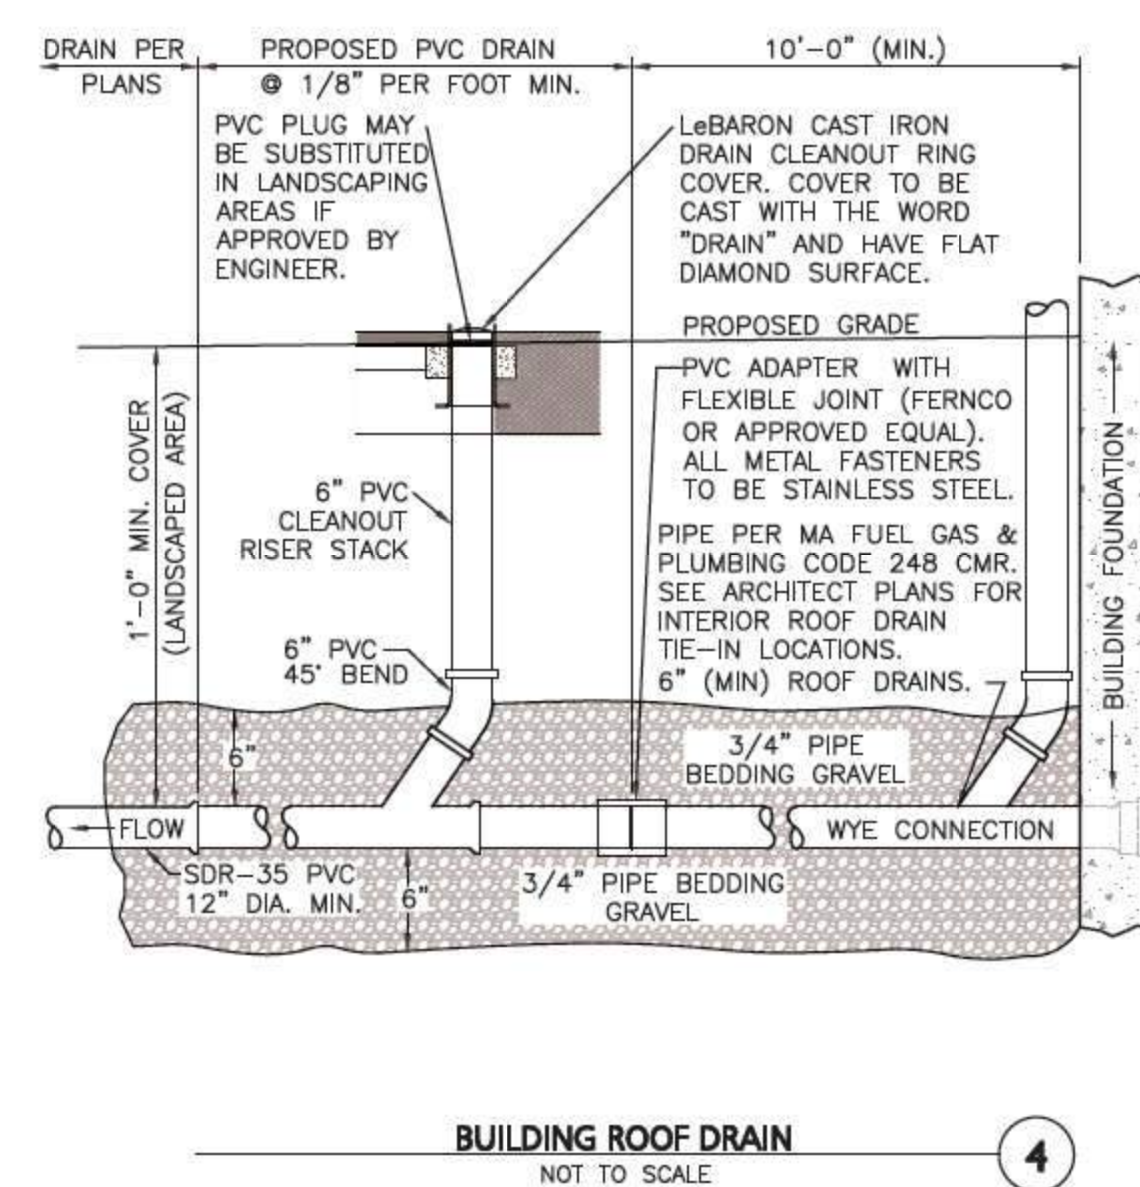 DRAIN PER
PLANS
PROPOSED PVC DRAIN
@ 1/8" PER FOOT MIN.
10'-0" (MIN.)
PVC PLUG MAY
BE SUBSTITUTED
IN LANDSCAPING
AREAS IF
APPROVED BY
ENGINEER.
LeBARON CAST IRON
DRAIN CLEANOUT RING
COVER. COVER TO BE
CAST WITH THE WORD
"DRAIN" AND HAVE FLAT
DIAMOND SURFACE.
PROPOSED GRADE
PVC ADAPTER WITH
FLEXIBLE JOINT (FERNCO
OR APPROVED EQUAL).
ALL METAL FASTENERS
TO BE STAINLESS STEEL.
1'-0" MIN. COVER
(LANDSCAPED AREA)
6" PVC
CLEANOUT
RISER STACK
PIPE PER MA FUEL GAS &
PLUMBING CODE 248 CMR.
SEE ARCHITECT PLANS FOR
INTERIOR ROOF DRAIN
TIE-IN LOCATIONS.
6" (MIN) ROOF DRAINS.
BUILDING FOUNDATION
6" PVC
45° BEND
6"
3/4" PIPE
BEDDING GRAVEL
FLOW
WYE CONNECTION
SDR-35 PVC
12" DIA. MIN.
6"
3/4" PIPE BEDDING
GRAVEL
BUILDING ROOF DRAIN
NOT TO SCALE
4